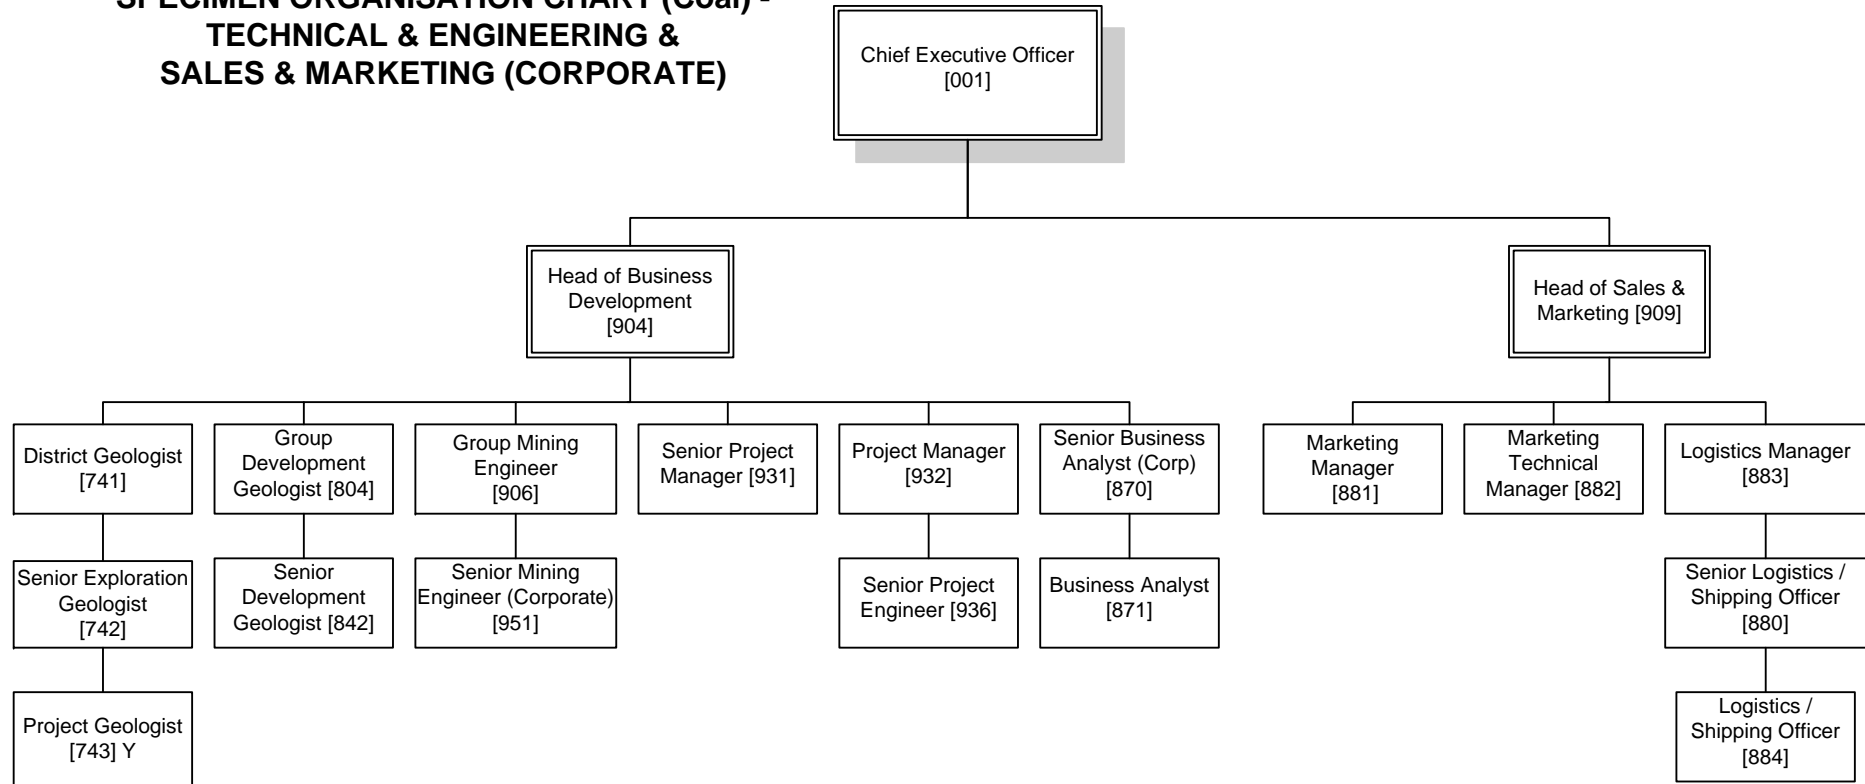 SPECIMEN ORGANISATION CHART (Coal) -
TECHNICAL & ENGINEERING &
SALES & MARKETING (CORPORATE)
Chief Executive Officer
[001]
Head of Business
Development
[904]
Head of Sales &
Marketing [909]
District Geologist
[741]
Group
Development
Geologist [804]
Group Mining
Engineer
[906]
Senior Project
Manager [931]
Project Manager
[932]
Senior Business
Analyst (Corp)
[870]
Marketing
Manager
[881]
Marketing
Technical
Manager [882]
Logistics Manager
[883]
Senior Exploration
Geologist
[742]
Senior
Development
Geologist [842]
Senior Mining
Engineer (Corporate)
[951]
Senior Project
Engineer [936]
Business Analyst
[871]
Senior Logistics /
Shipping Officer
[880]
Project Geologist
[743] Y
Logistics /
Shipping Officer
[884]